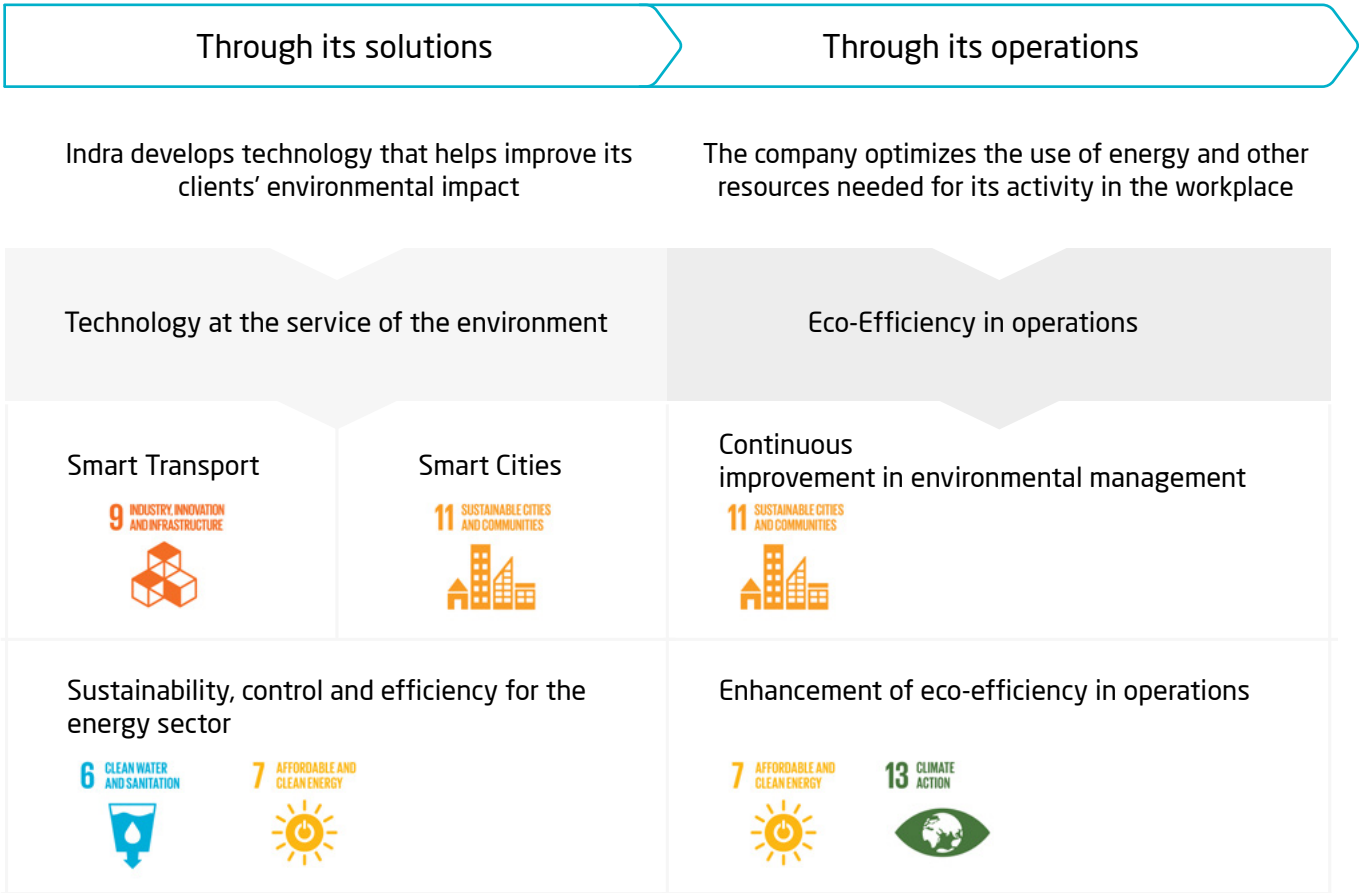 Through its solutions
Through its operations
Indra develops technology that helps improve its
clients’ environmental impact
The company optimizes the use of energy and other
resources needed for its activity in the workplace
Technology at the service of the environment
Eco-Efficiency in operations
Smart Transport
9 INDUSTRY, INNOVATION
AND INFRASTRUCTURE
Smart Cities
11 SUSTAINABLE CITIES
AND COMMUNITIES
Continuous
improvement in environmental management
11 SUSTAINABLE CITIES
AND COMMUNITIES
Sustainability, control and efficiency for the
energy sector
6 CLEAN WATER
AND SANITATION
7 AFFORDABLE AND
CLEAN ENERGY
Enhancement of eco-efficiency in operations
7 AFFORDABLE AND
CLEAN ENERGY
13 CLIMATE
ACTION